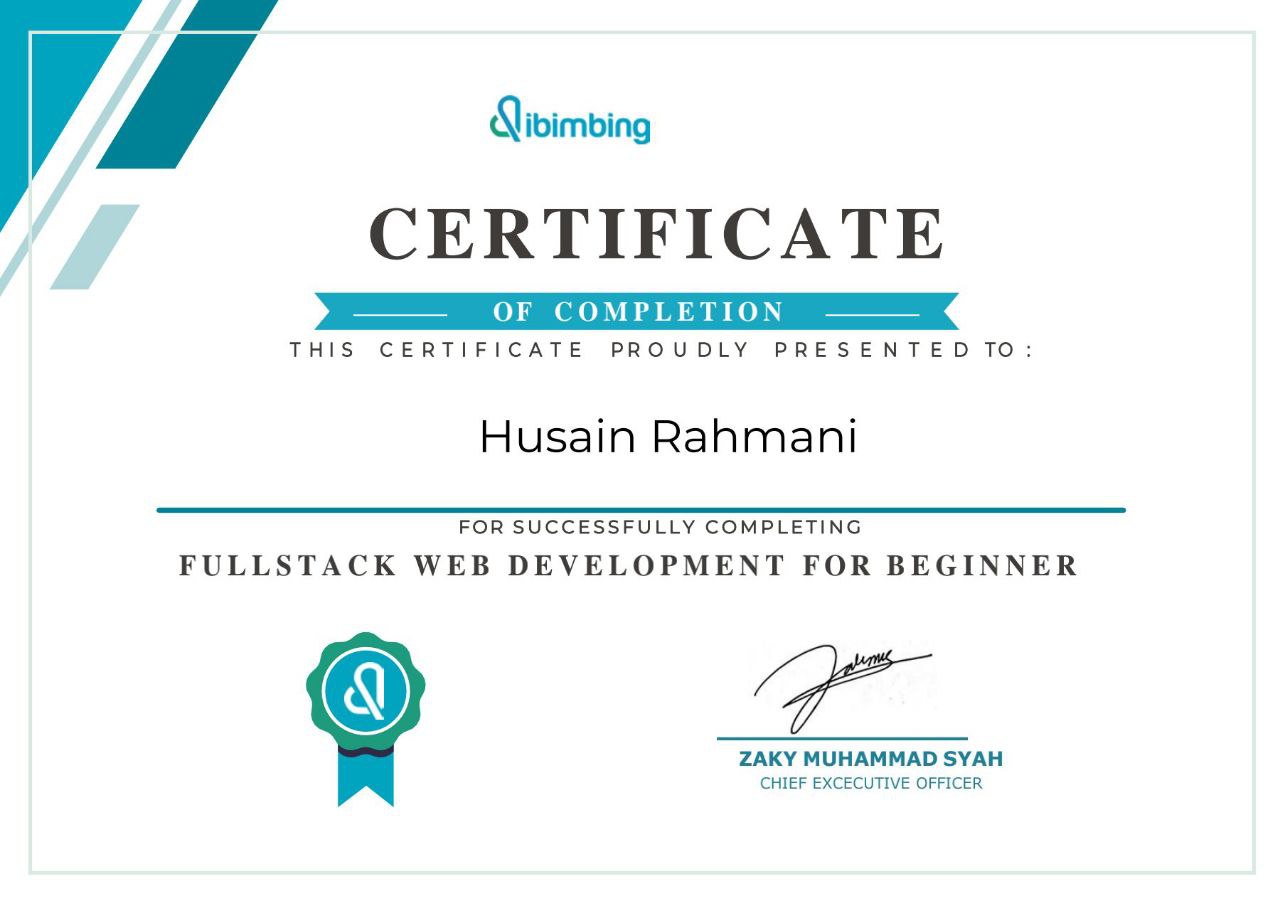 dibimbing
CERTIFICATE
OF COMPLETION
THIS CERTIFICATE PROUDLY PRESENTED TO :
Husain Rahmani
FOR SUCCESSFULLY COMPLETING
FULLSTACK WEB DEVELOPMENT FOR BEGINNER
ZAKY MUHAMMAD SYAH
CHIEF EXCECUTIVE OFFICER